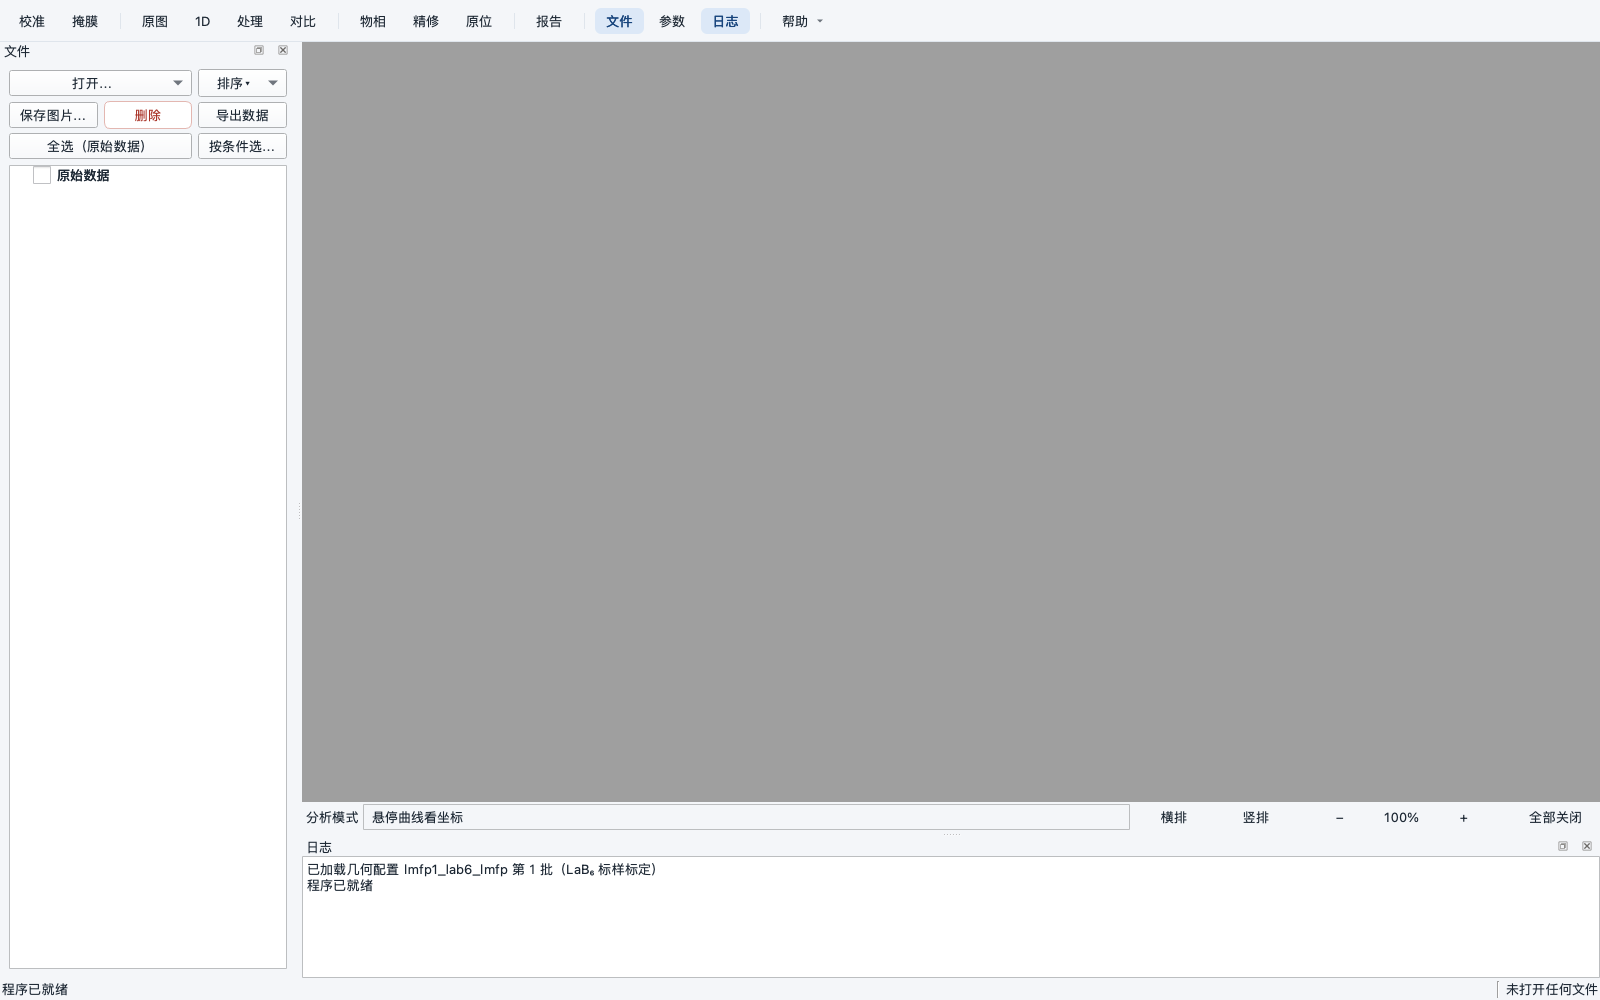 校准 掩膜 原图 1D 处理 对比 物相 精修 原位 报告 文件 参数 日志 帮助
文件
打开... 排序
保存图片... 删除 导出数据
全选（原始数据） 按条件选...
原始数据
分析模式 悬停曲线看坐标 横排 竖排 − 100% + 全部关闭
日志
已加载几何配置 lmfp1_lab6_lmfp 第 1 批（LaB₆ 标样标定）
程序已就绪
程序已就绪 未打开任何文件